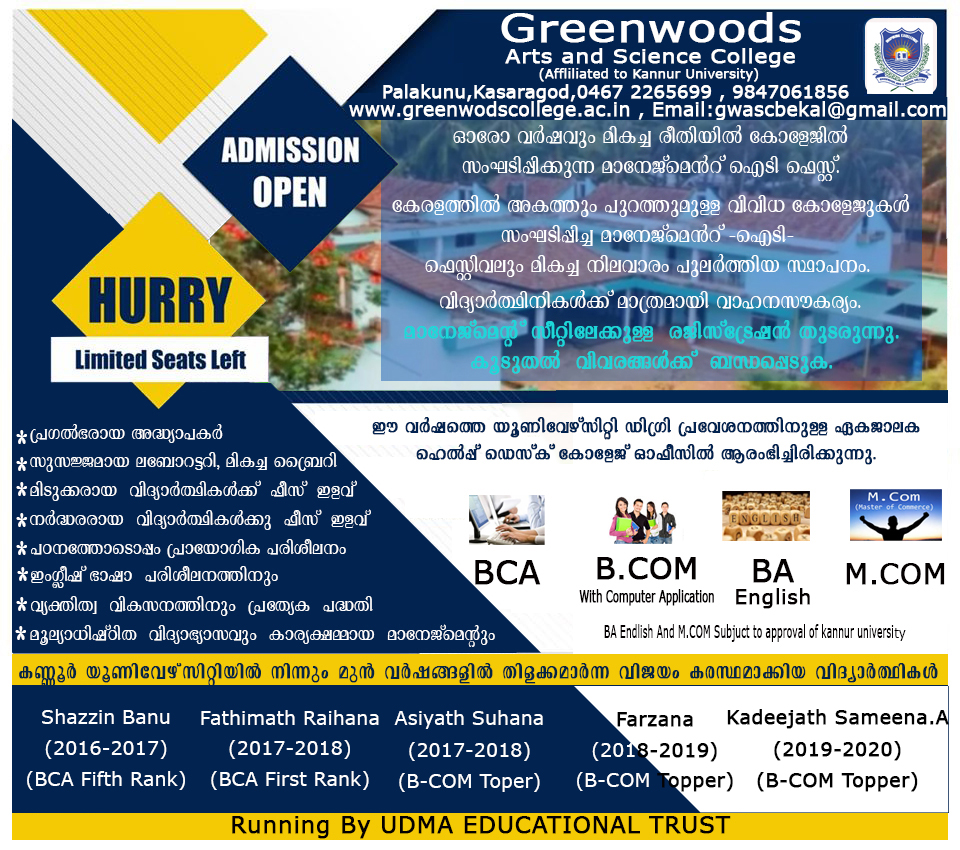 Greenwoods
Arts and Science College
(Affliliated to Kannur University)
Palakunu,Kasaragod,0467 2265699 , 9847061856
www.greenwodscollege.ac.in , Email:gwascbekal@gmail.com
ADMISSION
OPEN
ഓരോ വർഷവും മികച്ച രീതിയിൽ കോളേജിൽ
സംഘടിപ്പിക്കുന്ന മാനേജ്മെൻറ് ഐടി ഫെസ്റ്റ്.
കേരളത്തിൽ അകത്തും പുറത്തുമുള്ള വിവിധ കോളേജുകൾ
സംഘടിപ്പിച്ച മാനേജ്മെൻറ് -ഐടി-
ഫെസ്റ്റിവലും മികച്ച നിലവാരം പുലർത്തിയ സ്ഥാപനം.
വിദ്യാർത്ഥിനികൾക്ക് മാത്രമായി വാഹനസൗകര്യം.
മാനേജ്മെന്റ് സീറ്റിലേക്കുള്ള രജിസ്ട്രേഷൻ തുടരുന്നു.
കൂടുതൽ വിവരങ്ങൾക്ക് ബന്ധപ്പെടുക.
HURRY
Limited Seats Left
*പ്രഗൽഭരായ അദ്ധ്യാപകർ
*സുസജ്ജമായ ലബോറട്ടറി, മികച്ച ലൈബ്രറി
*മിടുക്കരായ വിദ്യാർത്ഥികൾക്ക് ഫീസ് ഇളവ്
*നിർദ്ധരരായ വിദ്യാർത്ഥികൾക്കു ഫീസ് ഇളവ്
*പഠനത്തോടൊപ്പം പ്രായോഗിക പരിശീലനം
*ഇംഗ്ലീഷ് ഭാഷാ പരിശീലനത്തിനും
*വ്യക്തിത്വ വികസനത്തിനും പ്രത്യേക പദ്ധതി
*മൂല്യാധിഷ്ഠിത വിദ്യാഭ്യാസവും കാര്യക്ഷമ്മായ മാനേജ്മെന്റും
ഈ വർഷത്തെ യൂണിവേഴ്സിറ്റി ഡിഗ്രി പ്രവേശനത്തിനുള്ള ഏകജാലക
ഹെൽപ്പ് ഡെസ്ക് കോളേജ് ഓഫീസിൽ ആരംഭിച്ചിരിക്കുന്നു.
ENGLISH
M.Com
(Master of Commerce)
BCA
B.COM
With Computer Application
BA
English
M.COM
BA Endlish And M.COM Subjuct to approval of kannur university
കണ്ണൂർ യൂണിവേഴ്സിറ്റിയിൽ നിന്നും മുൻ വർഷങ്ങളിൽ തിളക്കമാർന്ന വിജയം കരസ്ഥമാക്കിയ വിദ്യാർത്ഥികൾ
Shazzin Banu
(2016-2017)
(BCA Fifth Rank)
Fathimath Raihana
(2017-2018)
(BCA First Rank)
Asiyath Suhana
(2017-2018)
(B-COM Toper)
Farzana
(2018-2019)
(B-COM Topper)
Kadeejath Sameena.A
(2019-2020)
(B-COM Topper)
Running By UDMA EDUCATIONAL TRUST